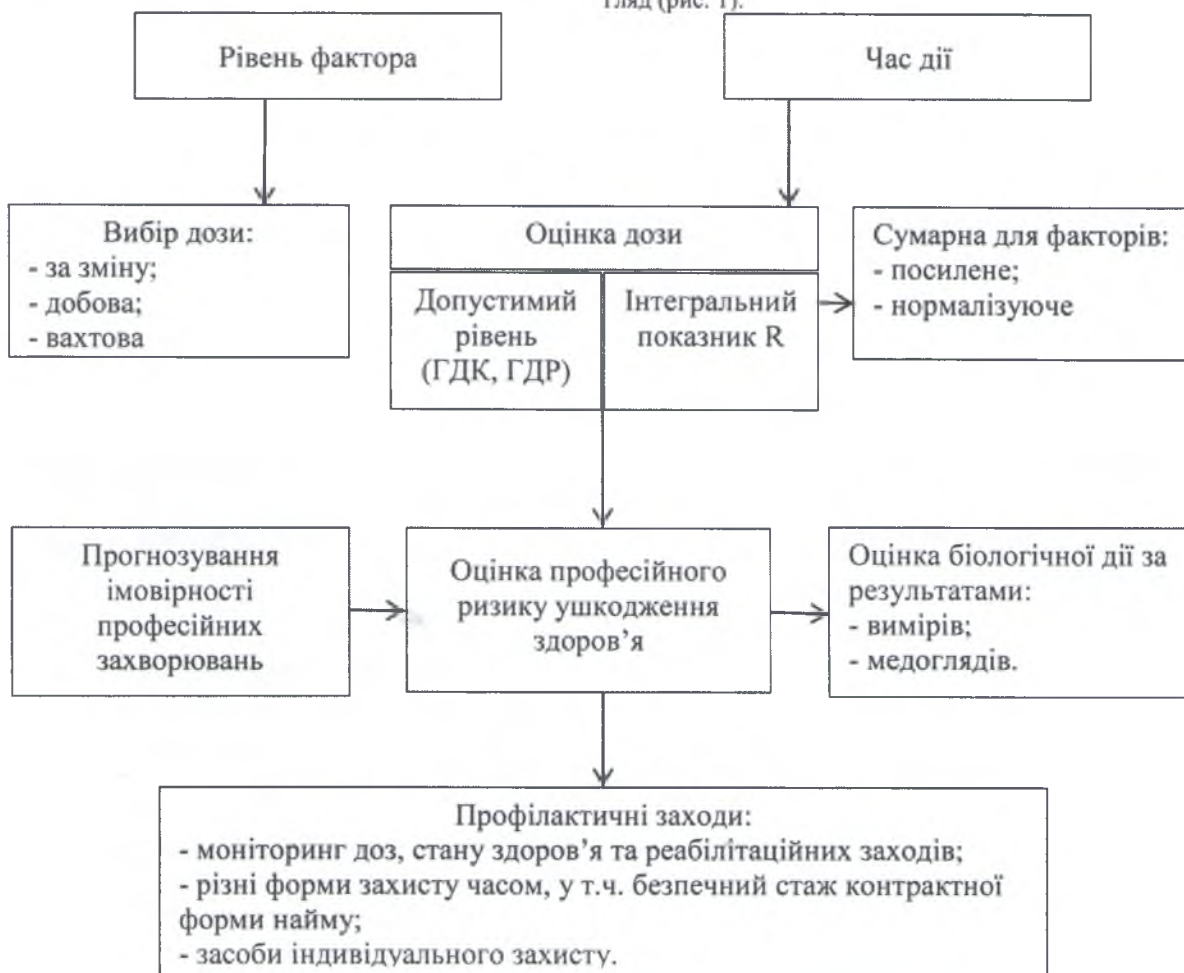 гляд (рис. 1).
Рівень фактора
Час дії
Вибір дози:
- за зміну;
- добова;
- вахтова
Оцінка дози
Допустимий
рівень
(ГДК, ГДР)
Інтегральний
показник R
Сумарна для факторів:
- посилене;
- нормалізуюче
Прогнозування
імовірності
професійних
захворювань
Оцінка професійного
ризику ушкодження
здоров’я
Оцінка біологічної дії за
результатами:
- вимірів;
- медоглядів.
Профілактичні заходи:
- моніторинг доз, стану здоров’я та реабілітаційних заходів;
- різні форми захисту часом, у т.ч. безпечний стаж контрактної
форми найму;
- засоби індивідуального захисту.